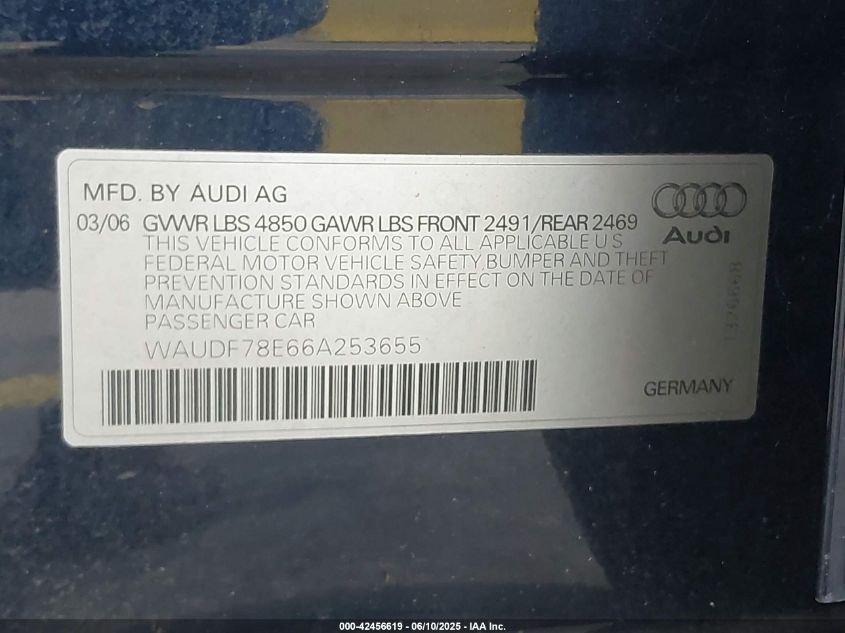 MFD. BY AUDI AG
03/06 GVWR LBS 4850 GAWR LBS FRONT 2491/REAR 2469
THIS VEHICLE CONFORMS TO ALL APPLICABLE U S
FEDERAL MOTOR VEHICLE SAFETY,BUMPER AND THEFT
PREVENTION STANDARDS IN EFFECT ON THE DATE OF
MANUFACTURE SHOWN ABOVE
PASSENGER CAR
WAUDF78E66A253655
Audi
GERMANY
000-42456619 - 06/10/2025 - IAA Inc.